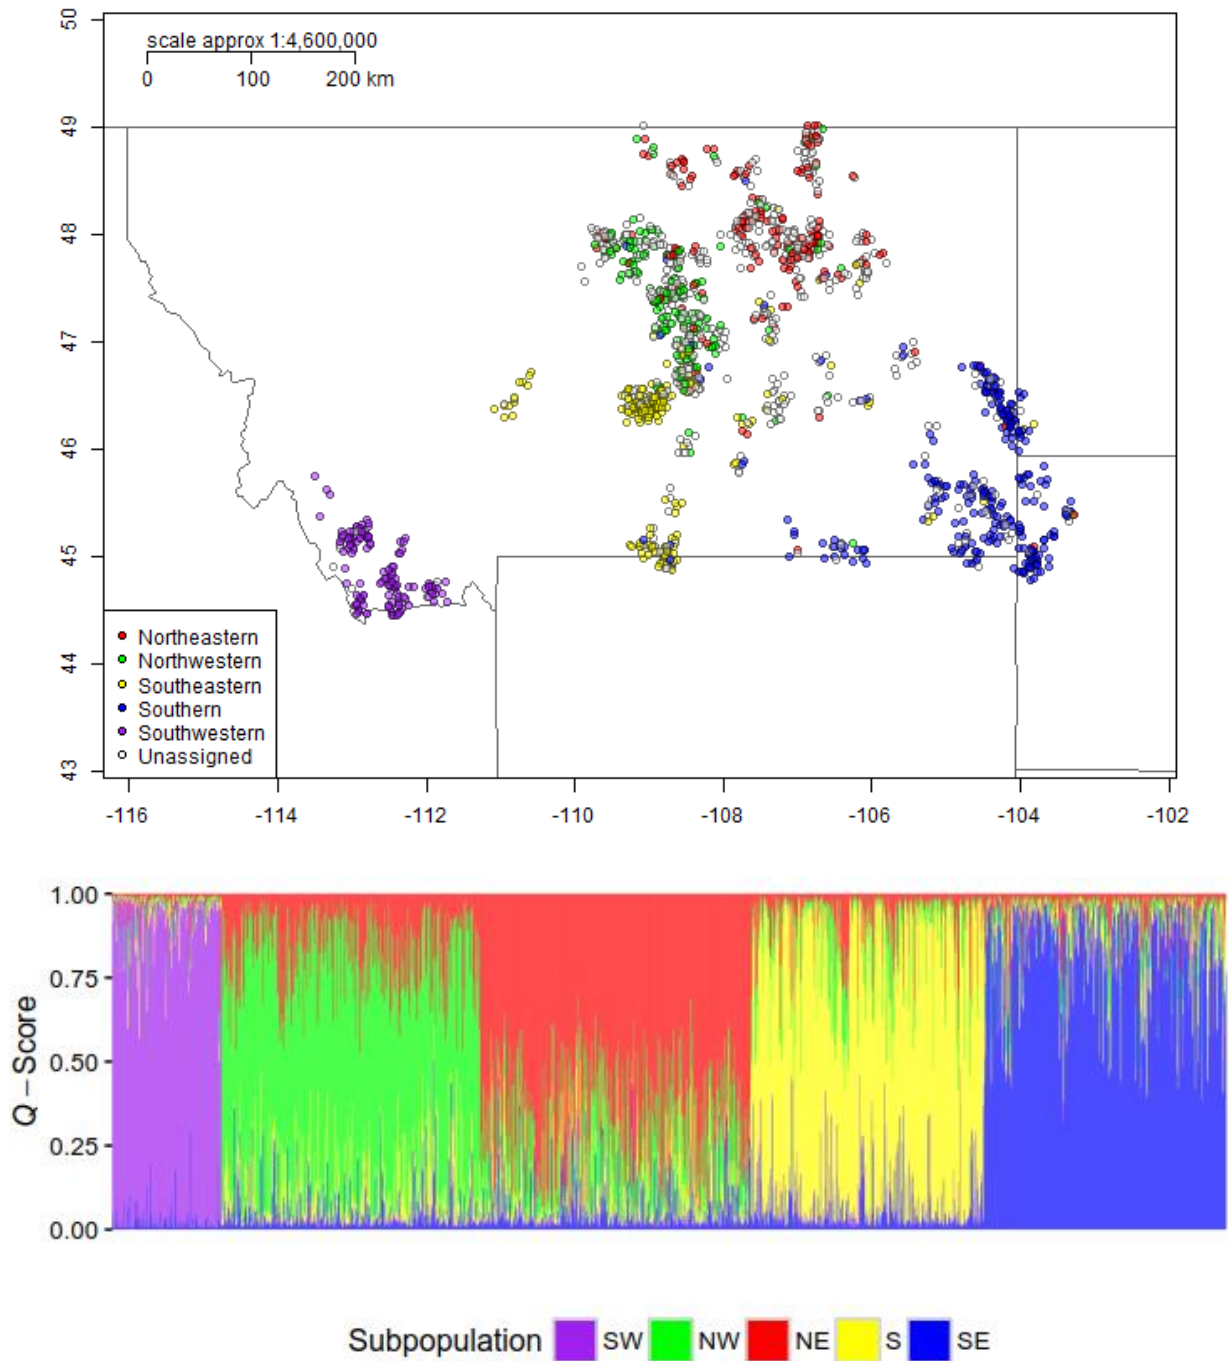 50
49
48
47
46
45
44
43
scale approx 1:4,600,000
0 100 200 km
Northeastern
Northwestern
Southeastern
Southern
Southwestern
Unassigned
-116 -114 -112 -110 -108 -106 -104 -102
1.00
0.75
0.50
0.25
0.00
Q – Score
Subpopulation SW NW NE S SE